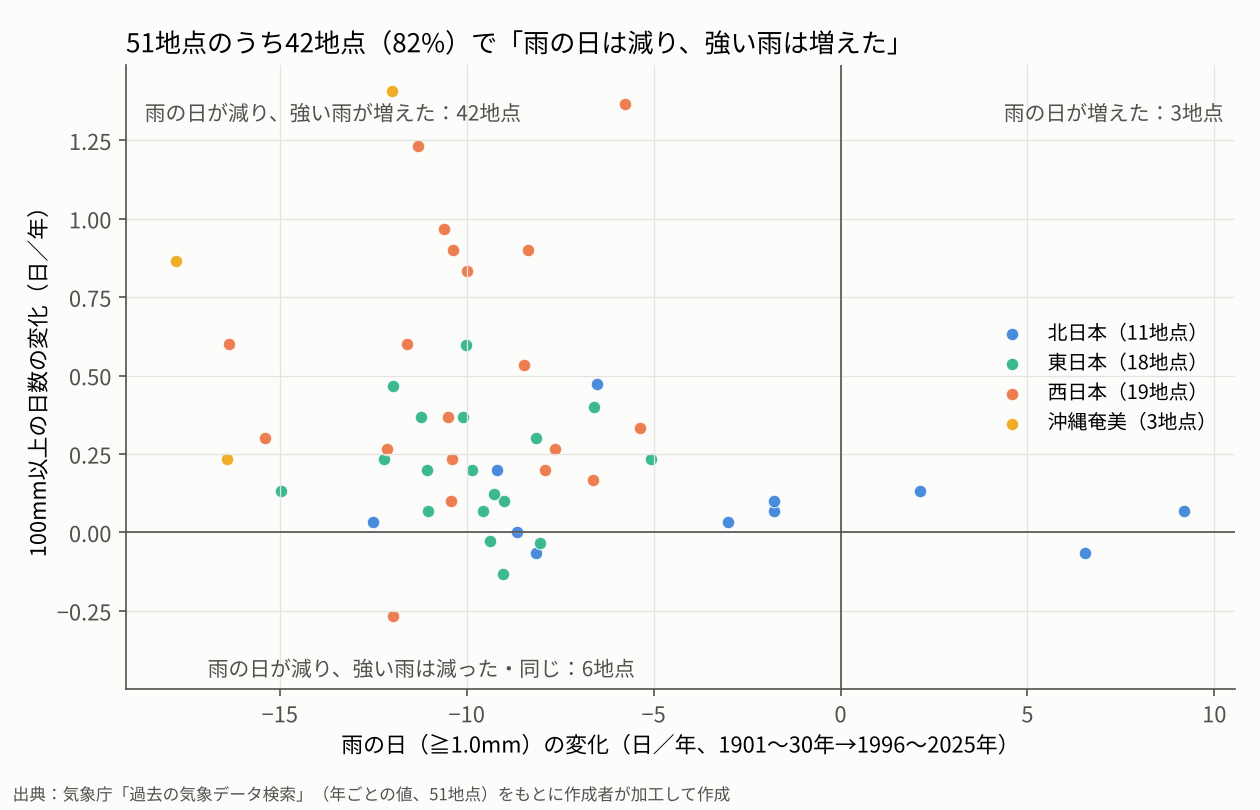 51地点のうち42地点（82%）で「雨の日は減り、強い雨は増えた」
雨の日が減り、強い雨が増えた：42地点
雨の日が増えた：3地点
100mm以上の日数の変化（日／年）
1.25
1.00
0.75
0.50
0.25
0.00
−0.25
北日本（11地点）
東日本（18地点）
西日本（19地点）
沖縄奄美（3地点）
雨の日が減り、強い雨は減った・同じ：6地点
−15
−10
−5
0
5
10
雨の日（≧1.0mm）の変化（日／年、1901〜30年→1996〜2025年）
出典：気象庁「過去の気象データ検索」（年ごとの値、51地点）をもとに作成者が加工して作成